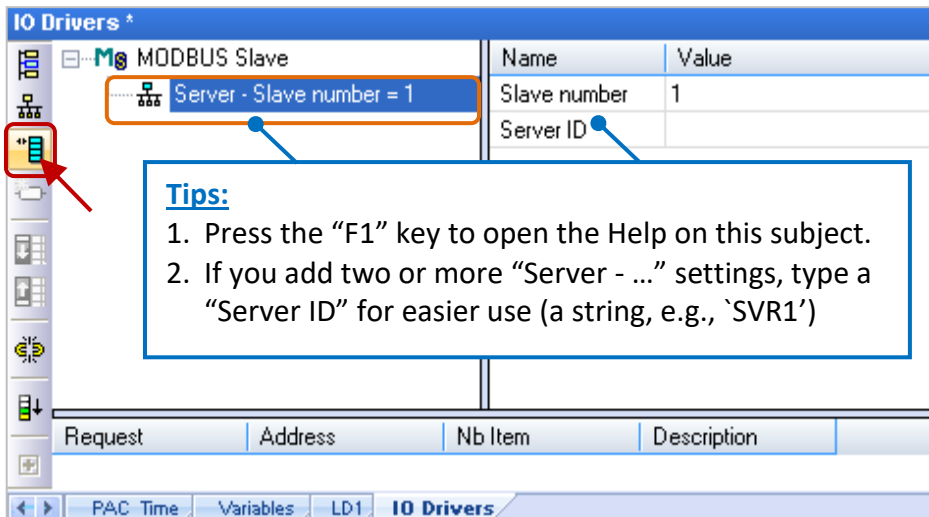 IO Drivers *
MODBUS Slave
Server - Slave number = 1
Name Value
Slave number 1
Server ID
Tips:
1. Press the “F1” key to open the Help on this subject.
2. If you add two or more “Server - …” settings, type a
“Server ID” for easier use (a string, e.g., `SVR1’)
Request Address Nb Item Description
PAC_Time Variables LD1 IO Drivers